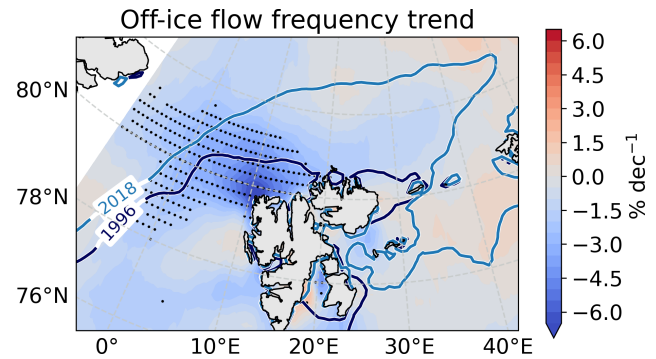 Off-ice flow frequency trend
80°N
78°N
76°N
0°
10°E
20°E
30°E
40°E
2018
1996
6.0
4.5
3.0
1.5
0.0
−1.5
−3.0
−4.5
−6.0
% dec⁻¹